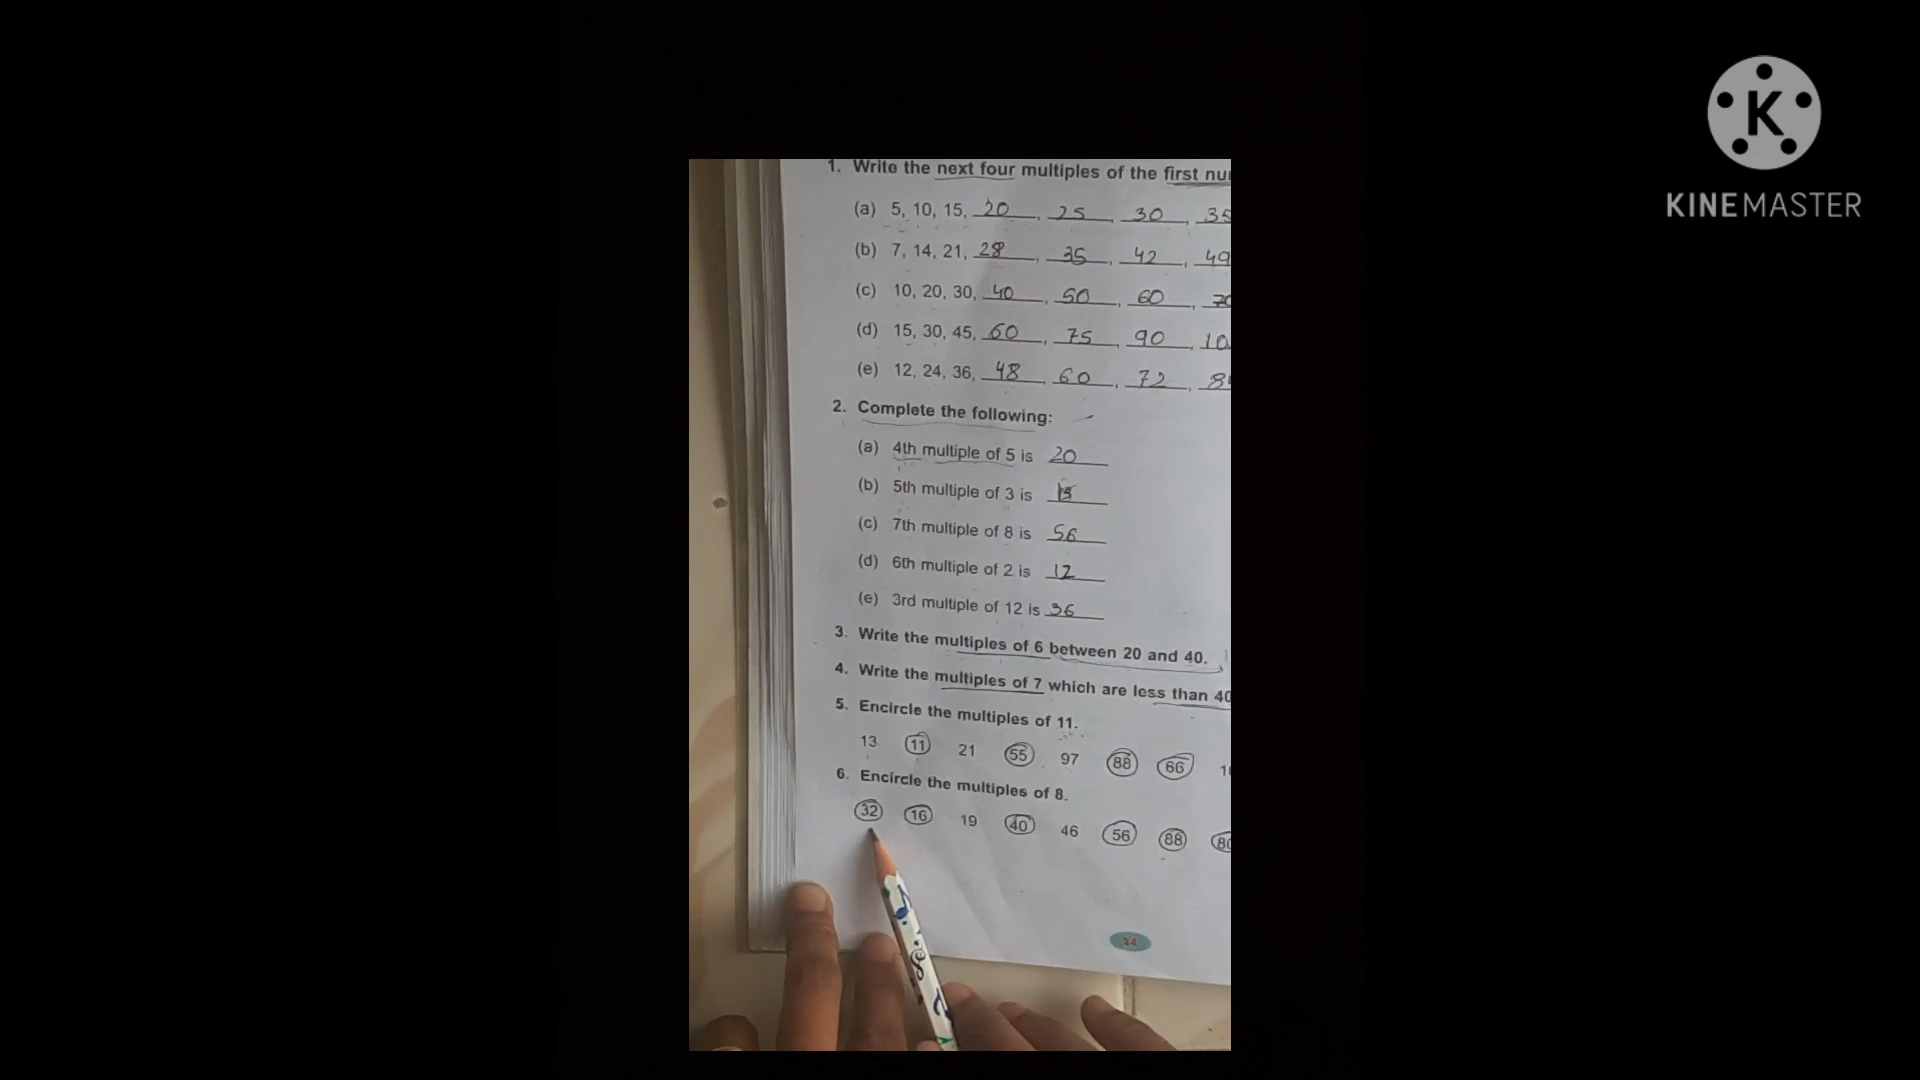 1. Write the next four multiples of the first
(a) 5, 10, 15, 20, 25, 30, 35
(b) 7, 14, 21, 28, 35, 42, 49
(c) 10, 20, 30, 40, 50, 60, 70
(d) 15, 30, 45, 60, 75, 90, 10
(e) 12, 24, 36, 48, 60, 72, 8
2. Complete the following:
(a) 4th multiple of 5 is 20
(b) 5th multiple of 3 is 15
(c) 7th multiple of 8 is 56
(d) 6th multiple of 2 is 12
(e) 3rd multiple of 12 is 36
3. Write the multiples of 6 between 20 and 40.
4. Write the multiples of 7 which are less than 40
5. Encircle the multiples of 11.
13 11 21 55 97 88 66
6. Encircle the multiples of 8.
32 16 19 40 46 56 88 80
34
K
KINEMASTER